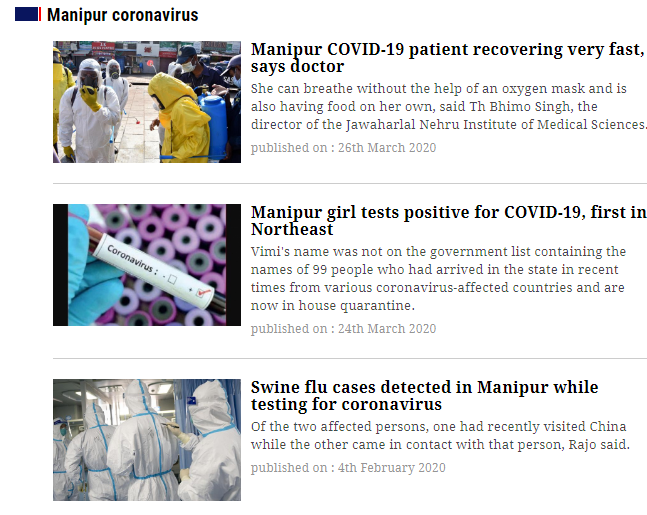 Manipur coronavirus
Manipur COVID-19 patient recovering very fast,
says doctor
She can breathe without the help of an oxygen mask and is
also having food on her own, said Th Bhimo Singh, the
director of the Jawaharlal Nehru Institute of Medical Sciences.
published on : 26th March 2020
Manipur girl tests positive for COVID-19, first in
Northeast
Vimi's name was not on the government list containing the
names of 99 people who had arrived in the state in recent
times from various coronavirus-affected countries and are
now in house quarantine.
published on : 24th March 2020
Coronavirus :
Swine flu cases detected in Manipur while
testing for coronavirus
Of the two affected persons, one had recently visited China
while the other came in contact with that person, Rajo said.
published on : 4th February 2020